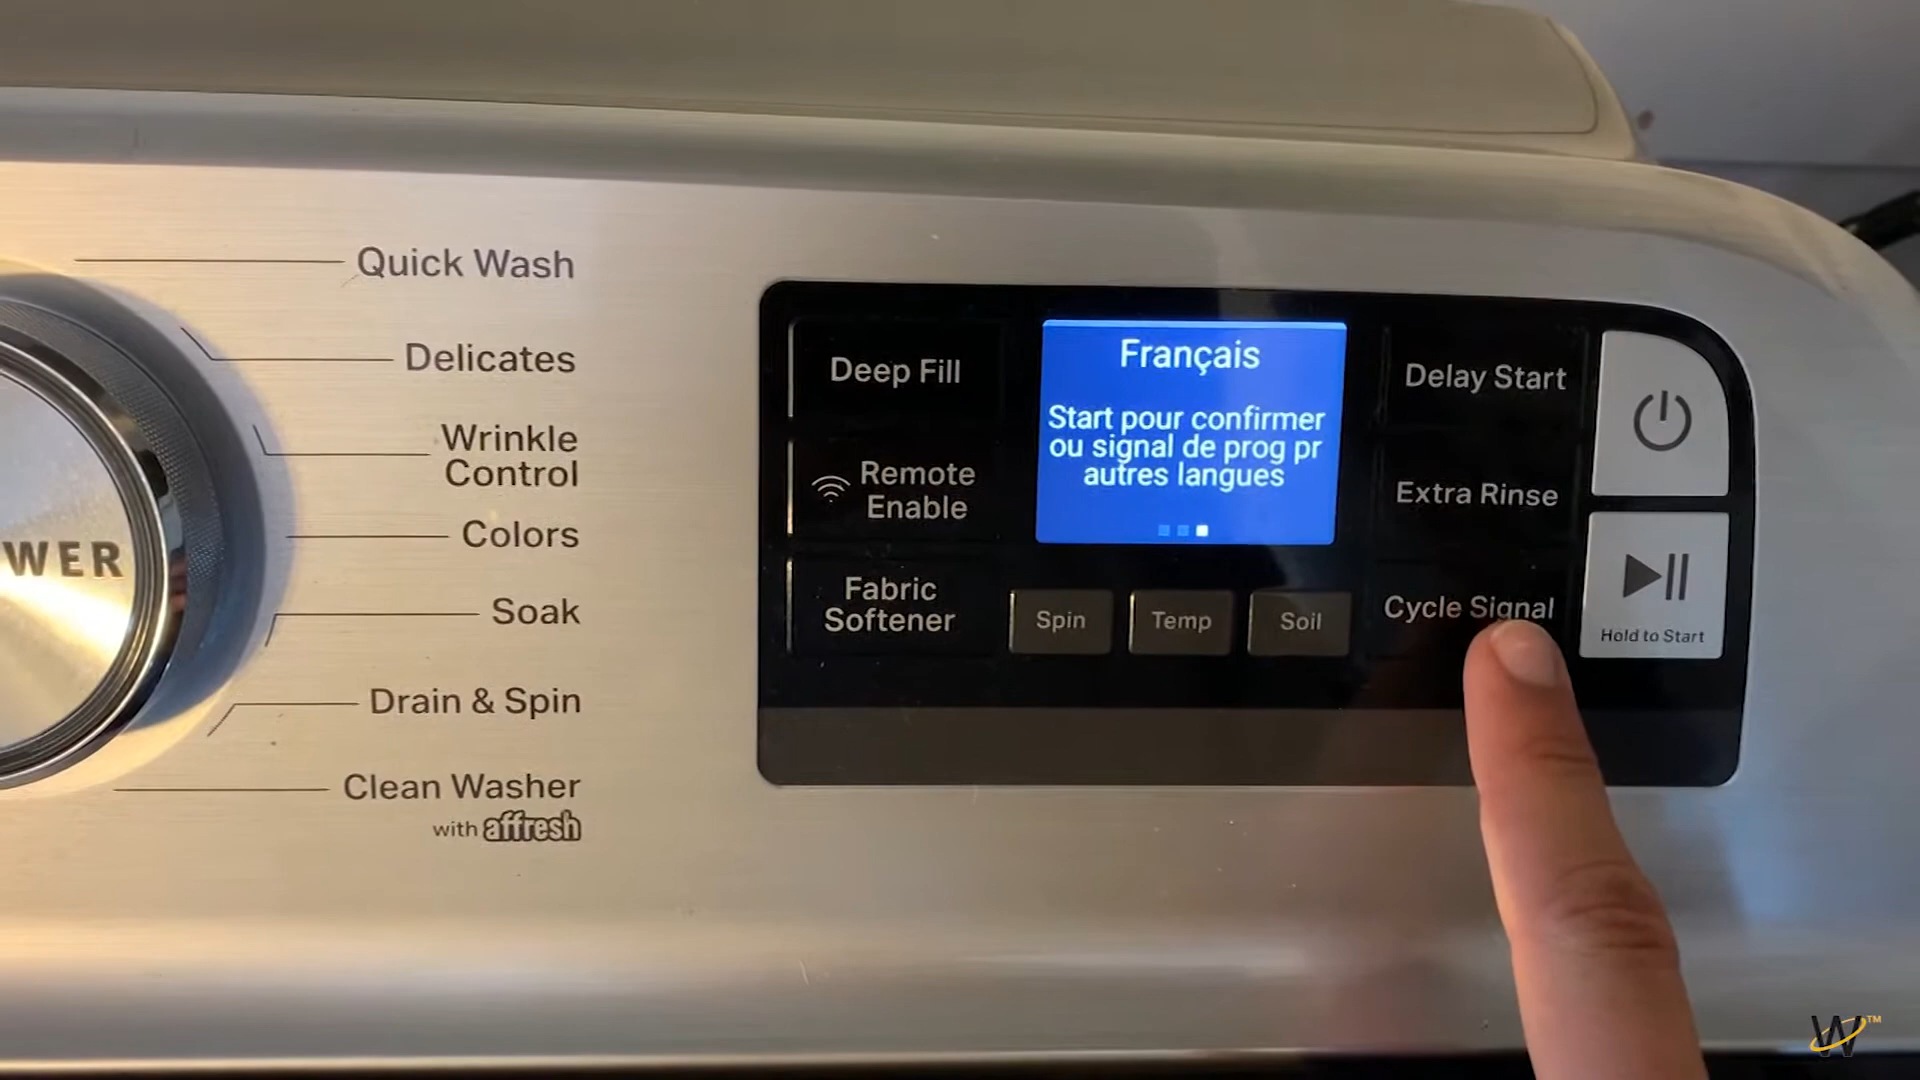 Quick Wash
Delicates
Wrinkle
Control
Colors
Soak
Drain & Spin
Clean Washer
with affresh
WER
Deep Fill
Remote
Enable
Fabric
Softener
Français
Start pour confirmer
ou signal de prog pr
autres langues
Spin
Temp
Soil
Delay Start
Extra Rinse
Cycle Signal
Hold to Start
W™